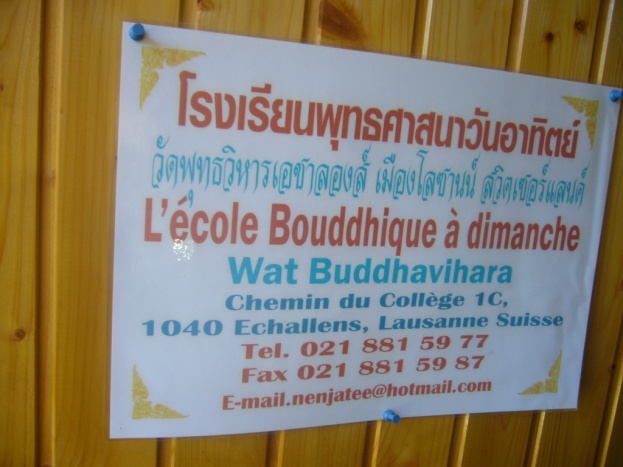 โรงเรียนพุทธศาสนาวันอาทิตย์
วัดพุทธวิหารเอชาลองส์ เมืองโลซานน์ สวิตเซอร์แลนด์
L'école Bouddhique à dimanche
Wat Buddhavihara
Chemin du Collège 1C,
1040 Echallens, Lausanne Suisse
Tel. 021 881 59 77
Fax 021 881 59 87
E-mail.nenjatee@hotmail.com